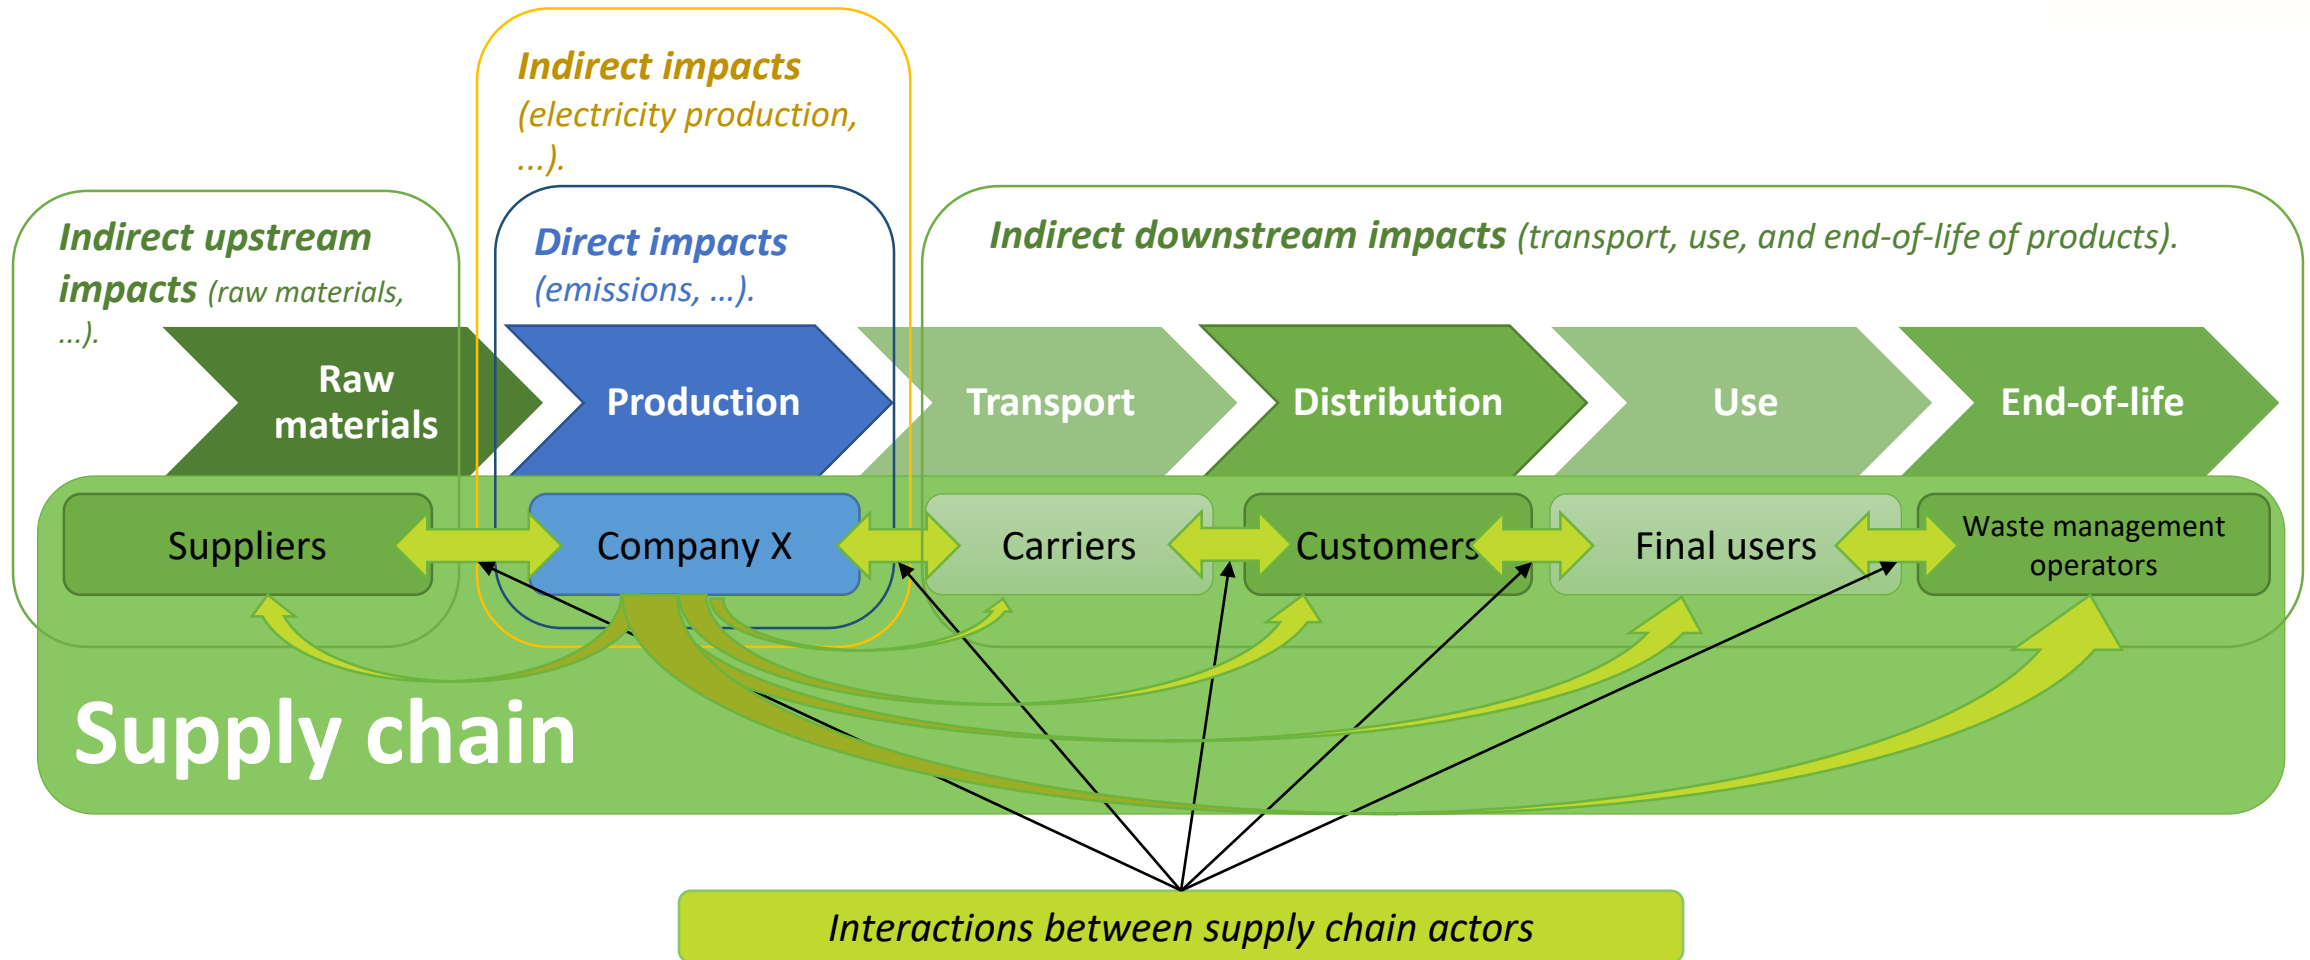 Indirect impacts
(electricity production,
...).
Indirect upstream
impacts (raw materials,
...).
Direct impacts
(emissions, ...).
Indirect downstream impacts (transport, use, and end-of-life of products).
Raw
materials
Production
Transport
Distribution
Use
End-of-life
Suppliers
Company X
Carriers
Customers
Final users
Waste management
operators
Supply chain
Interactions between supply chain actors